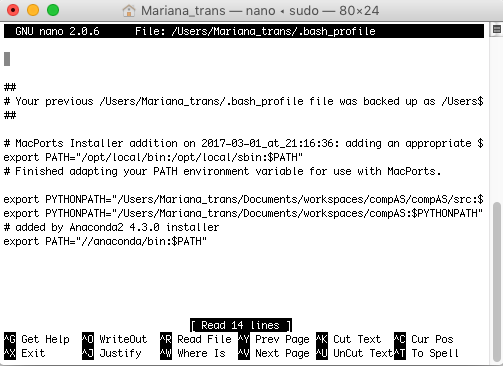 Mariana_trans — nano ◂ sudo — 80×24
GNU nano 2.0.6 File: /Users/Mariana_trans/.bash_profile
##
# Your previous /Users/Mariana_trans/.bash_profile file was backed up as /Users$
##
# MacPorts Installer addition on 2017-03-01_at_21:16:36: adding an appropriate $
export PATH="/opt/local/bin:/opt/local/sbin:$PATH"
# Finished adapting your PATH environment variable for use with MacPorts.
export PYTHONPATH="/Users/Mariana_trans/Documents/workspaces/compAS/compAS/src:$
export PYTHONPATH="/Users/Mariana_trans/Documents/workspaces/compAS:$PYTHONPATH"
# added by Anaconda2 4.3.0 installer
export PATH="//anaconda/bin:$PATH"
[ Read 14 lines ]
^G Get Help ^O WriteOut ^R Read File ^Y Prev Page ^K Cut Text ^C Cur Pos
^X Exit ^J Justify ^W Where Is ^V Next Page ^U UnCut Text^T To Spell